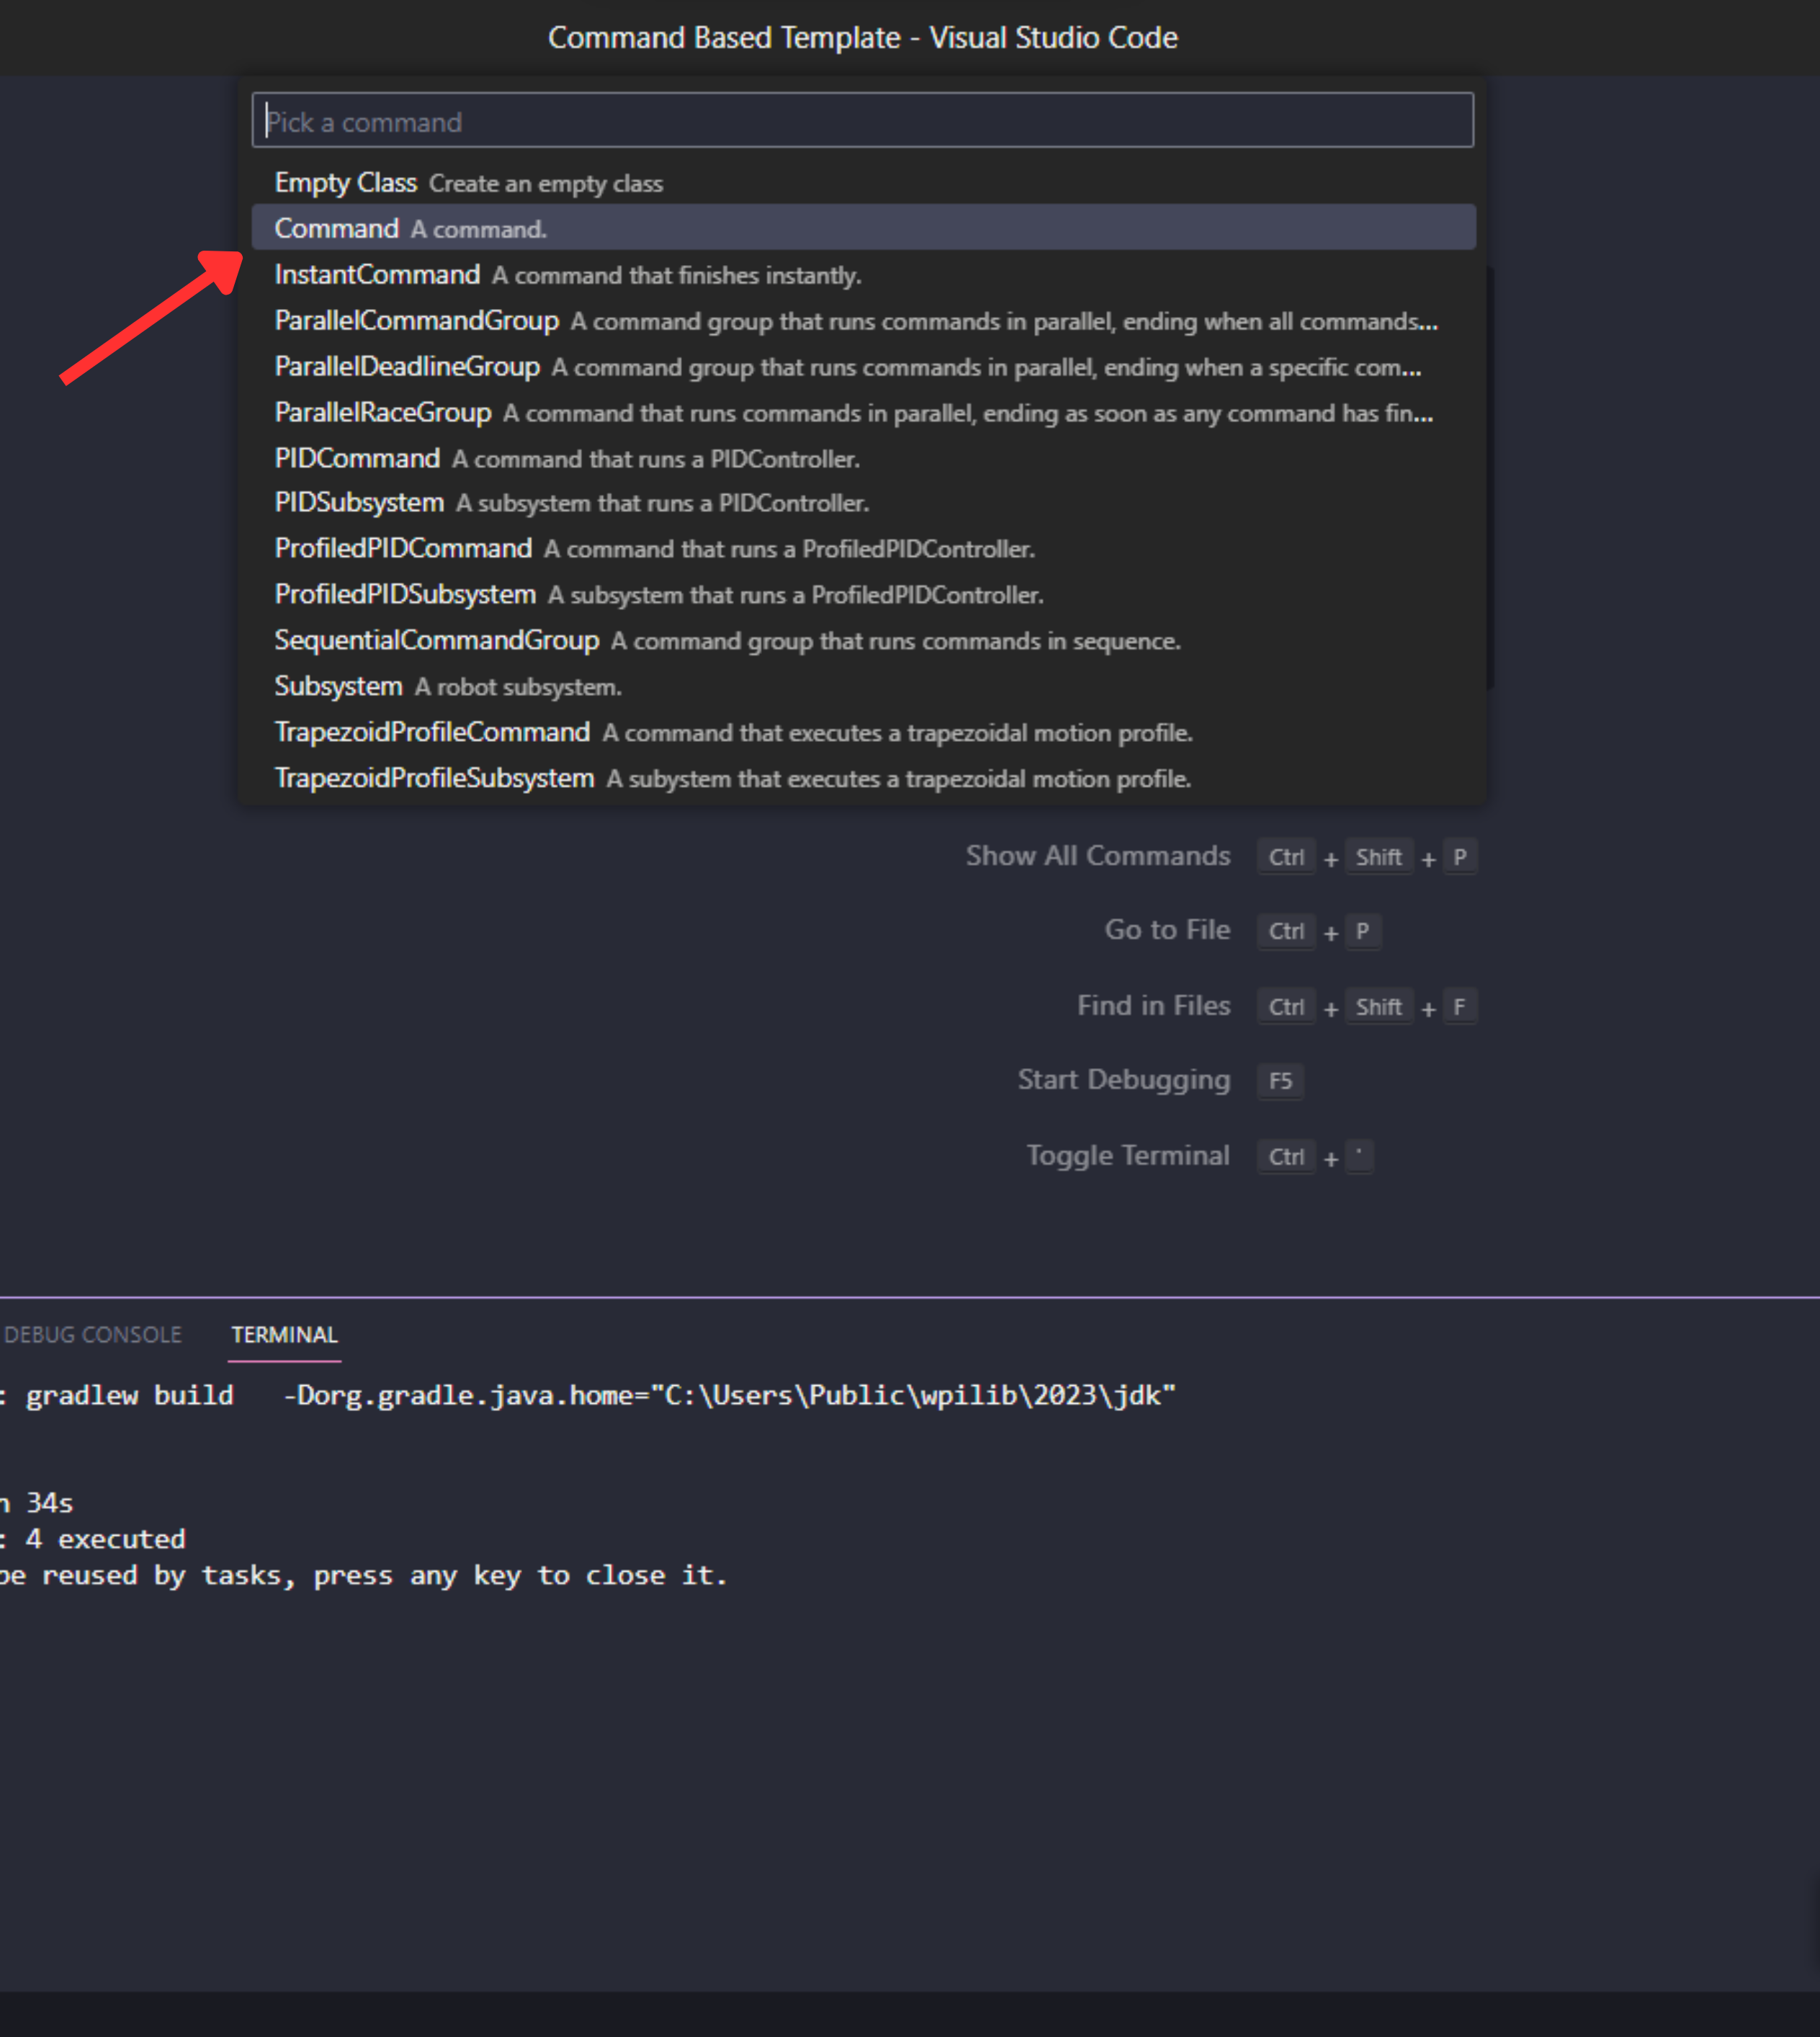 Command Based Template - Visual Studio Code
Pick a command
Empty Class Create an empty class
Command A command.
InstantCommand A command that finishes instantly.
ParallelCommandGroup A command group that runs commands in parallel, ending when all commands...
ParallelDeadlineGroup A command group that runs commands in parallel, ending when a specific com...
ParallelRaceGroup A command that runs commands in parallel, ending as soon as any command has fin...
PIDCommand A command that runs a PIDController.
PIDSubsystem A subsystem that runs a PIDController.
ProfiledPIDCommand A command that runs a ProfiledPIDController.
ProfiledPIDSubsystem A subsystem that runs a ProfiledPIDController.
SequentialCommandGroup A command group that runs commands in sequence.
Subsystem A robot subsystem.
TrapezoidProfileCommand A command that executes a trapezoidal motion profile.
TrapezoidProfileSubsystem A subystem that executes a trapezoidal motion profile.
Show All Commands Ctrl + Shift + P
Go to File Ctrl + P
Find in Files Ctrl + Shift + F
Start Debugging F5
Toggle Terminal Ctrl + '
DEBUG CONSOLE TERMINAL
: gradlew build -Dorg.gradle.java.home="C:\Users\Public\wpilib\2023\jdk"
n 34s
: 4 executed
be reused by tasks, press any key to close it.